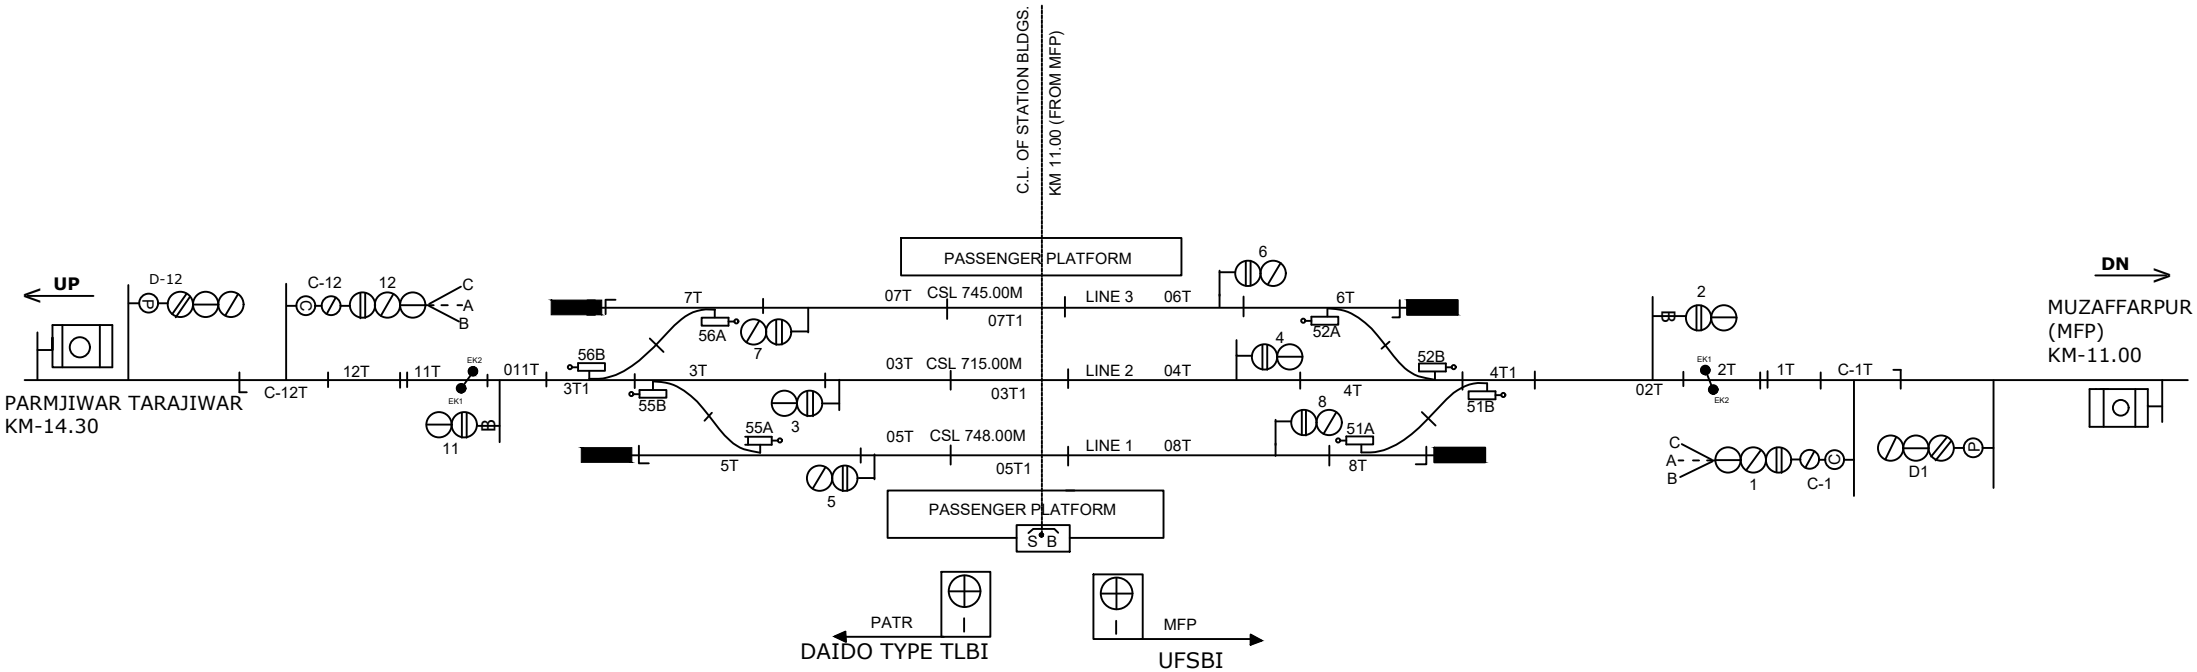 C.L. OF STATION BLDGS.
KM 11.00 (FROM MFP)
UP
DN
PARMJIWAR TARAJIWAR
KM-14.30
MUZAFFARPUR
(MFP)
KM-11.00
D-12
P
C-12
C
12
C
A
B
C-12T
12T
11T
EK2
EK1
011T
B
11
PASSENGER PLATFORM
7T
07T
CSL 745.00M
LINE 3
06T
6
6T
07T1
56A
7
52A
56B
3T1
3T
03T
CSL 715.00M
LINE 2
04T
4
4T
52B
4T1
03T1
55B
3
51B
55A
05T
CSL 748.00M
LINE 1
08T
8
51A
5T
05T1
8T
5
PASSENGER PLATFORM
S B
2
B
02T
EK1
2T
EK2
1T
C-1T
C
A
B
1
C-1
C
D1
P
PATR
DAIDO TYPE TLBI
MFP
UFSBI